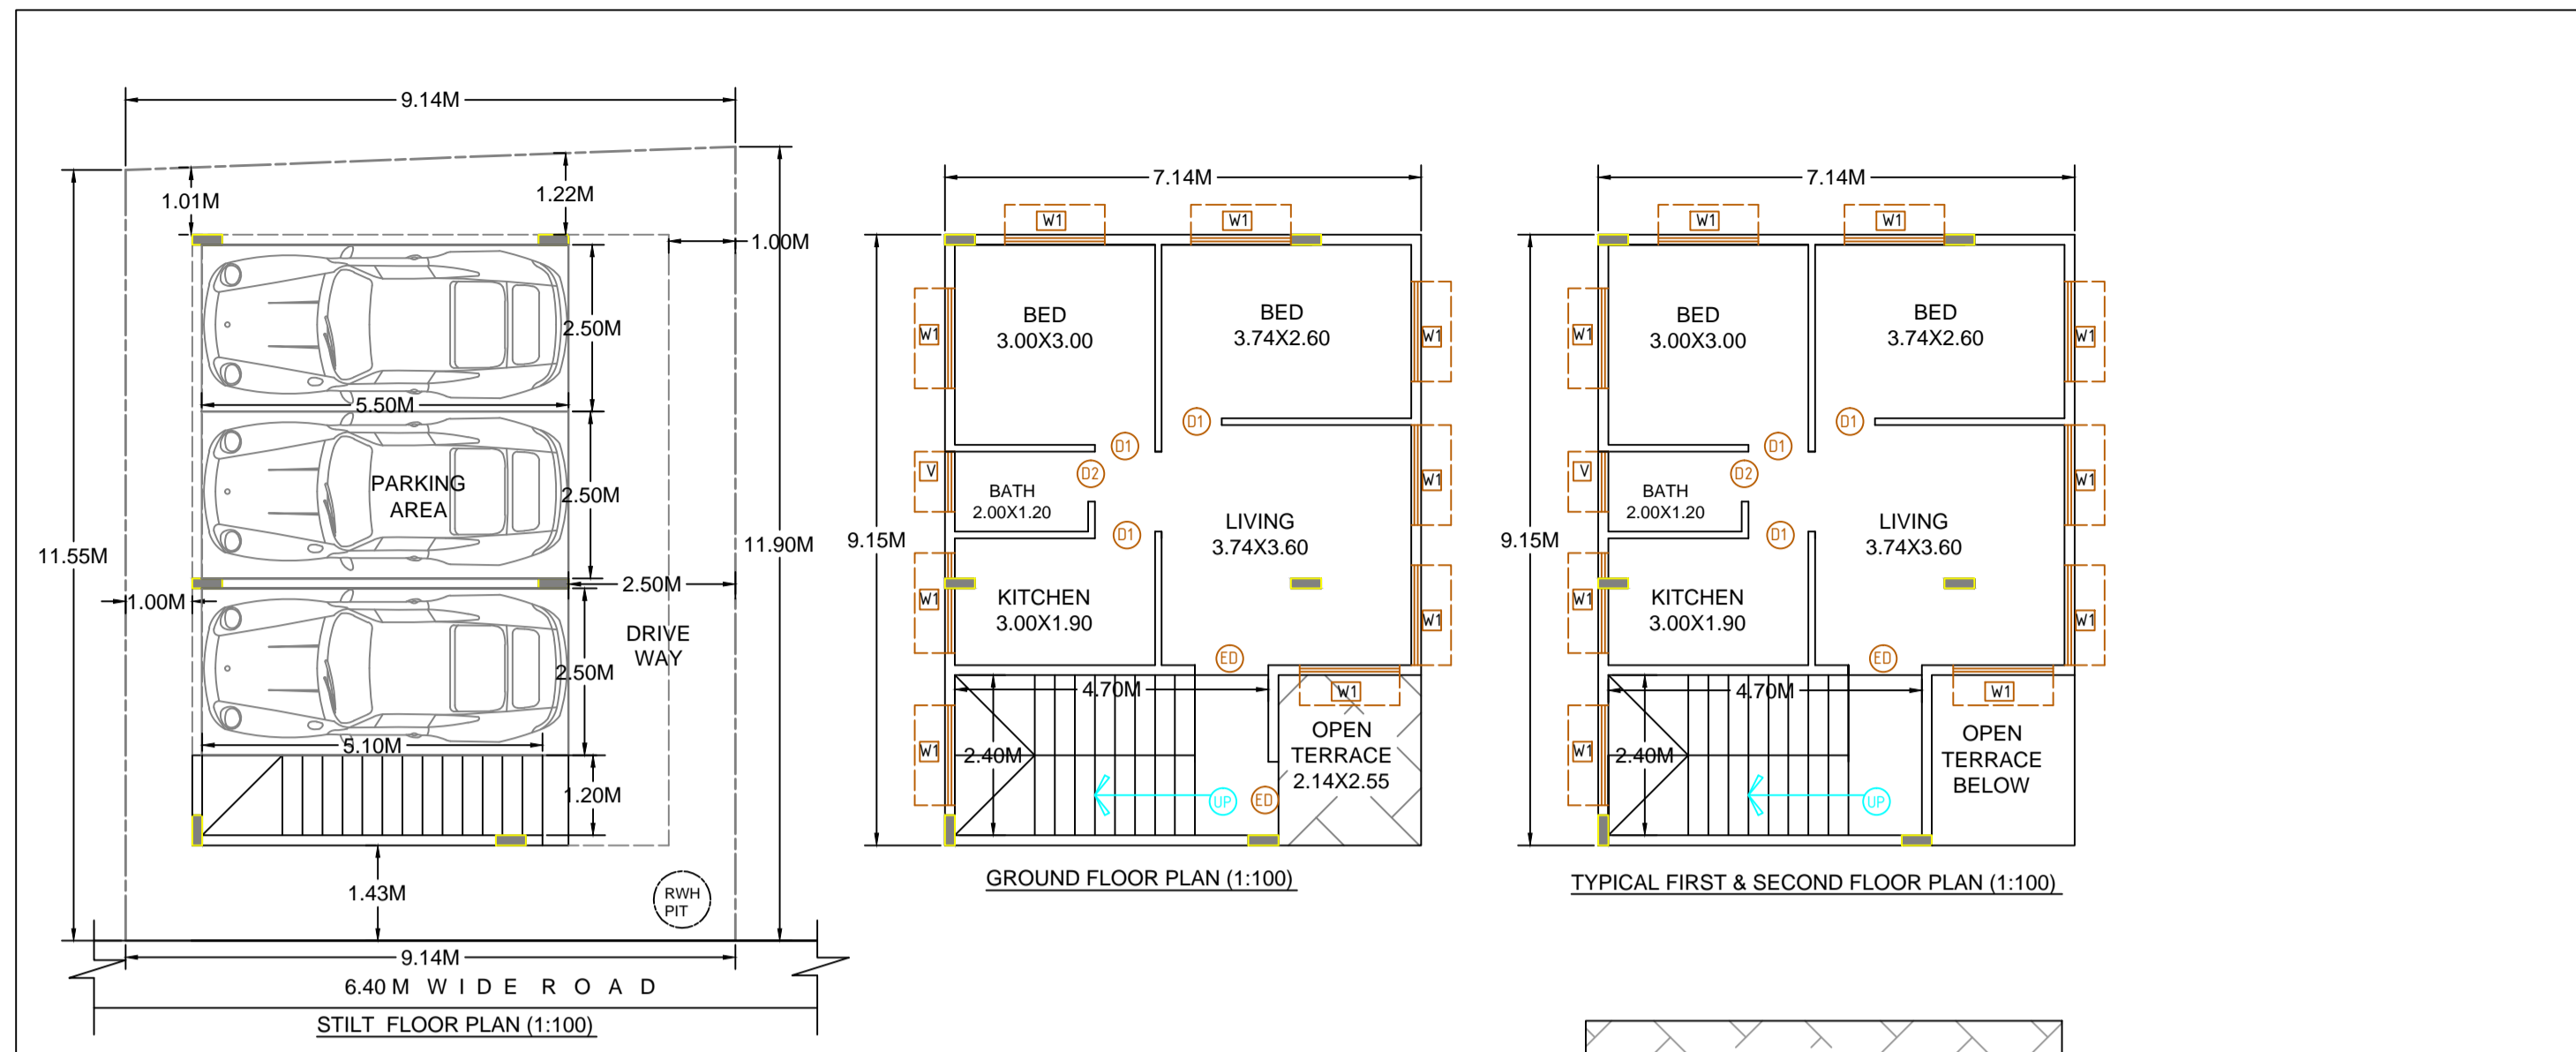 9.14M
1.01M
1.22M
1.00M
2.50M
5.50M
PARKING
AREA
2.50M
11.55M
11.90M
1.00M
2.50M
DRIVE
WAY
2.50M
5.10M
1.20M
1.43M
RWH
PIT
9.14M
6.40 M W I D E R O A D
STILT FLOOR PLAN (1:100)
7.14M
W1
W1
BED
3.00X3.00
BED
3.74X2.60
W1
W1
D1
D1
V
D2
W1
BATH
2.00X1.20
LIVING
3.74X3.60
9.15M
D1
KITCHEN
3.00X1.90
W1
W1
ED
4.70M
W1
W1
2.40M
OPEN
TERRACE
2.14X2.55
UP
ED
GROUND FLOOR PLAN (1:100)
7.14M
W1
W1
BED
3.00X3.00
BED
3.74X2.60
W1
W1
D1
D1
V
D2
W1
BATH
2.00X1.20
LIVING
3.74X3.60
9.15M
D1
KITCHEN
3.00X1.90
W1
W1
ED
4.70M
W1
W1
2.40M
OPEN
TERRACE
BELOW
UP
TYPICAL FIRST & SECOND FLOOR PLAN (1:100)